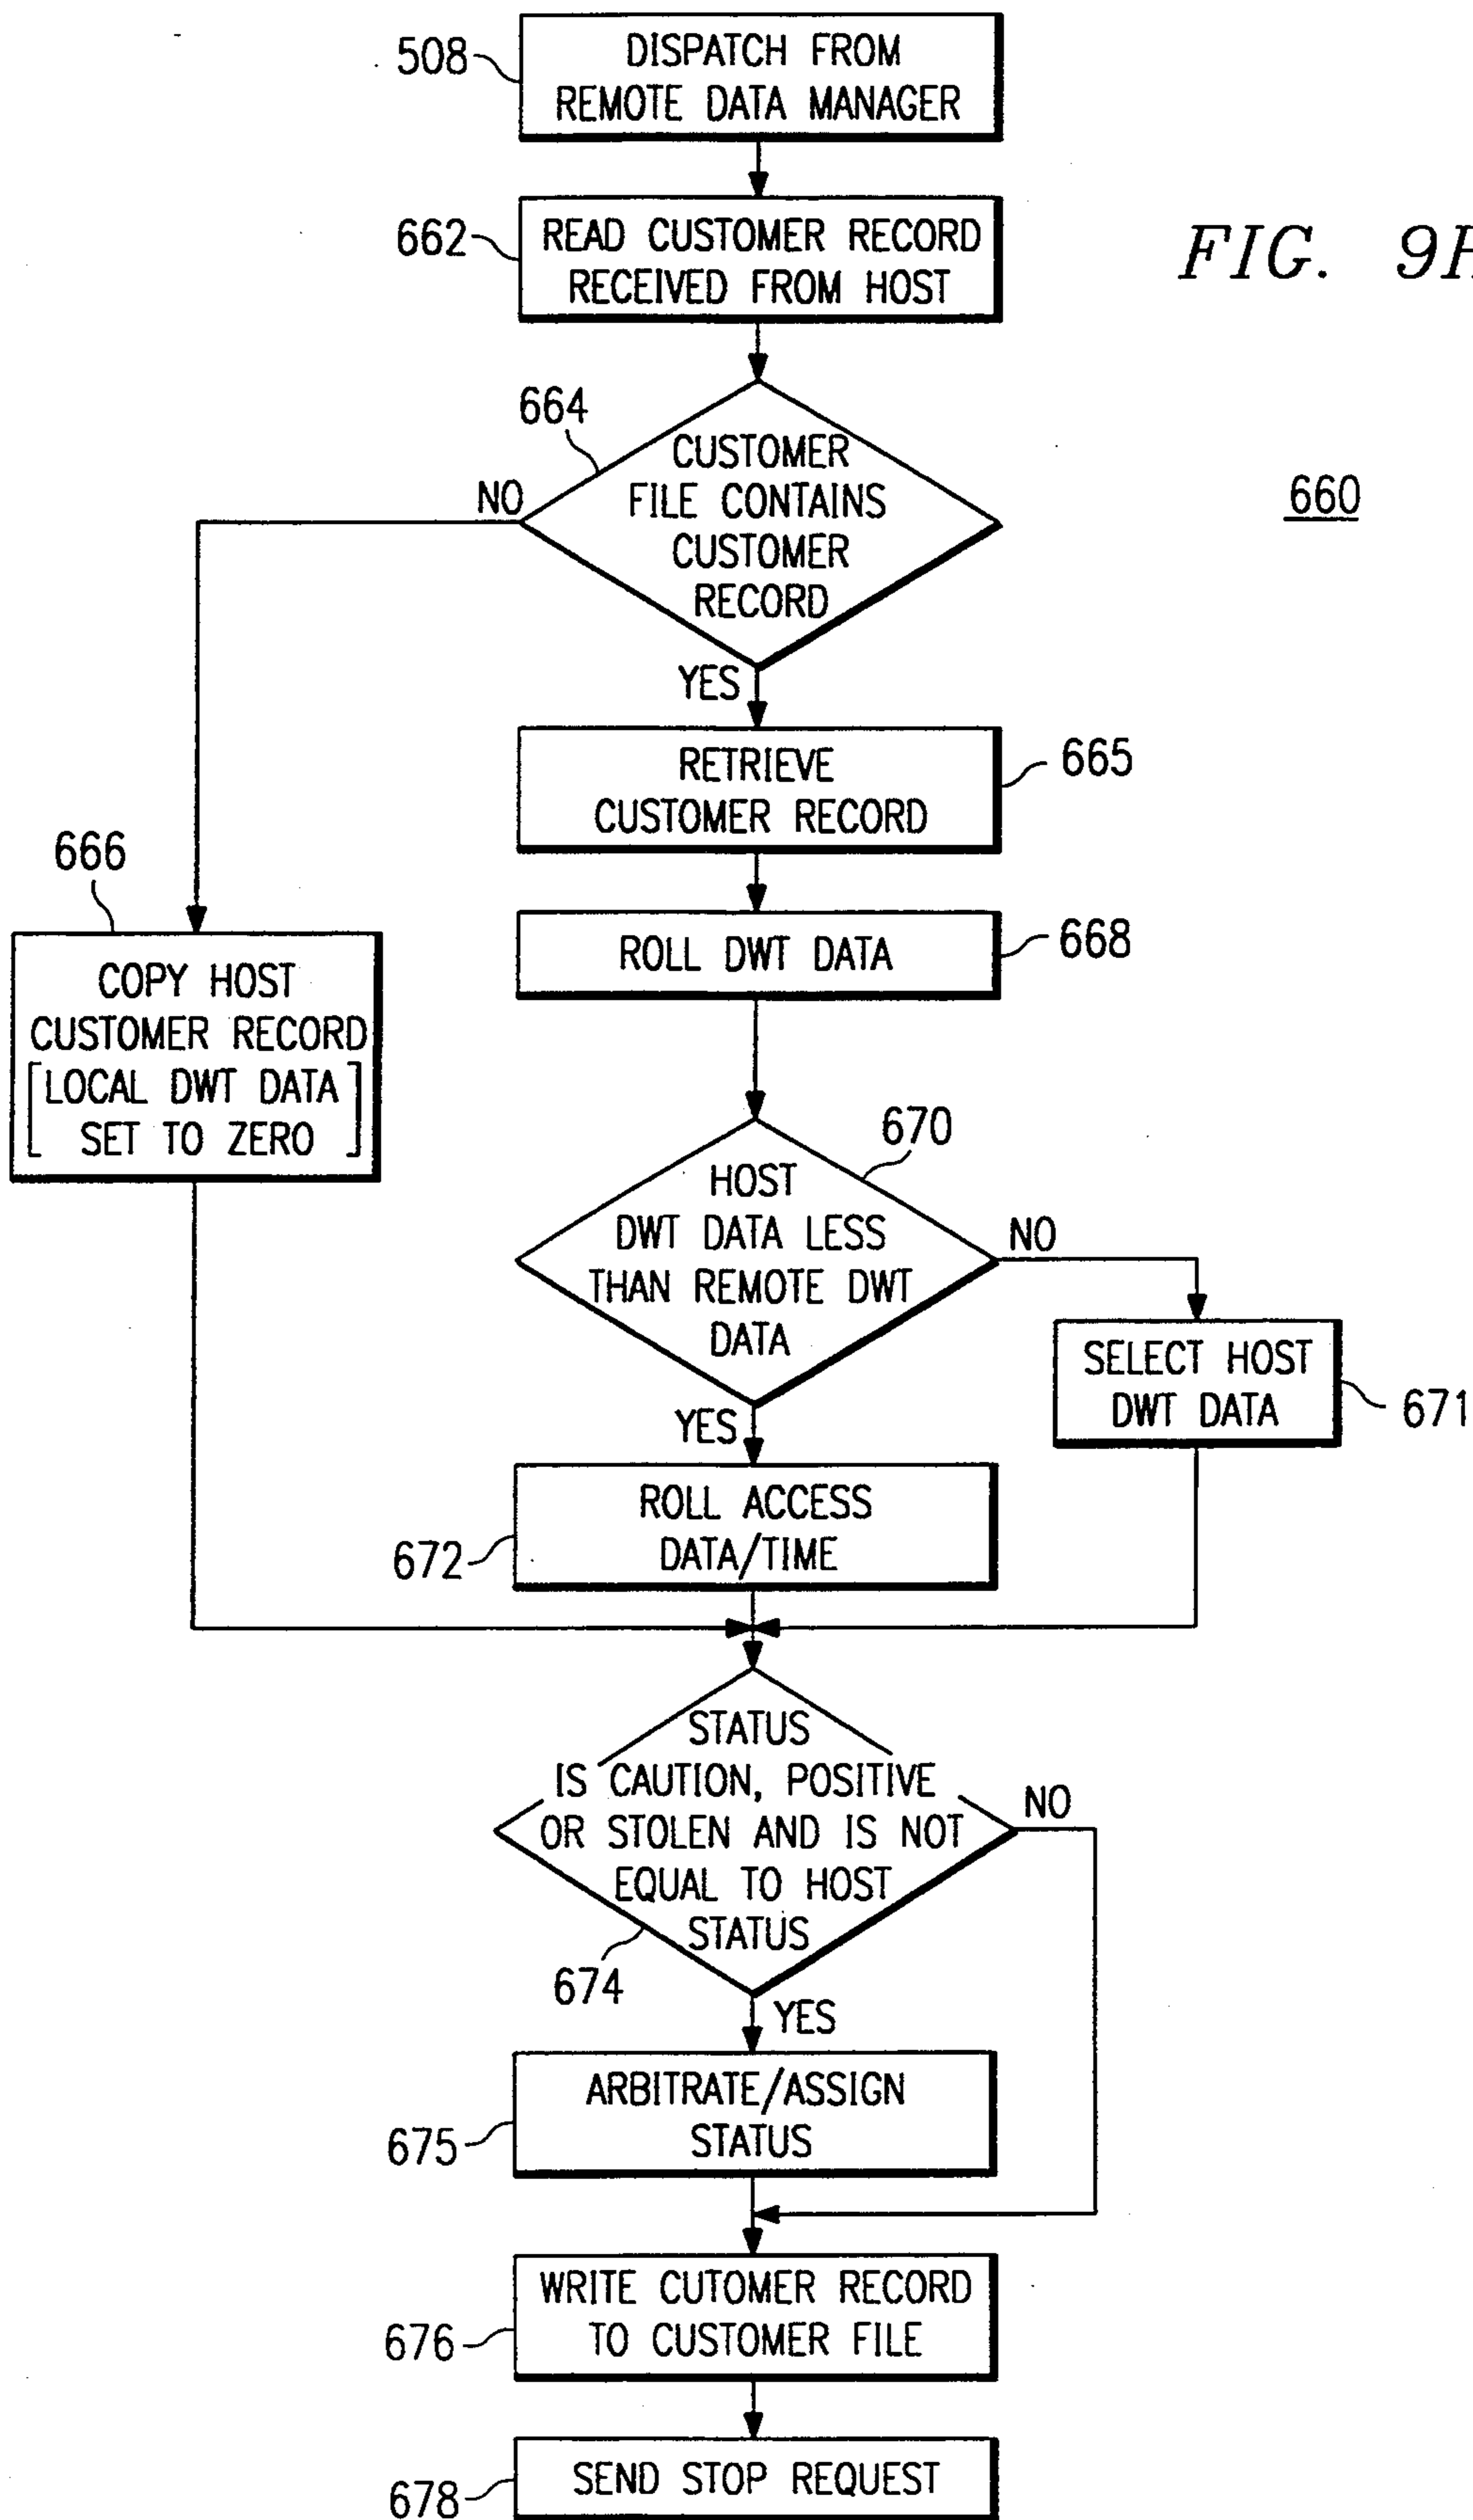 508
DISPATCH FROM
REMOTE DATA MANAGER
662
READ CUSTOMER RECORD
RECEIVED FROM HOST
FIG. 9H
664
CUSTOMER
FILE CONTAINS
CUSTOMER
RECORD
NO
660
YES
RETRIEVE
CUSTOMER RECORD
665
666
COPY HOST
CUSTOMER RECORD
[LOCAL DWT DATA
SET TO ZERO]
ROLL DWT DATA
668
670
HOST
DWT DATA LESS
THAN REMOTE DWT
DATA
NO
SELECT HOST
DWT DATA
671
YES
ROLL ACCESS
DATA/TIME
672
STATUS
IS CAUTION, POSITIVE
OR STOLEN AND IS NOT
EQUAL TO HOST
STATUS
NO
674
YES
ARBITRATE/ASSIGN
STATUS
675
WRITE CUTOMER RECORD
TO CUSTOMER FILE
676
SEND STOP REQUEST
678